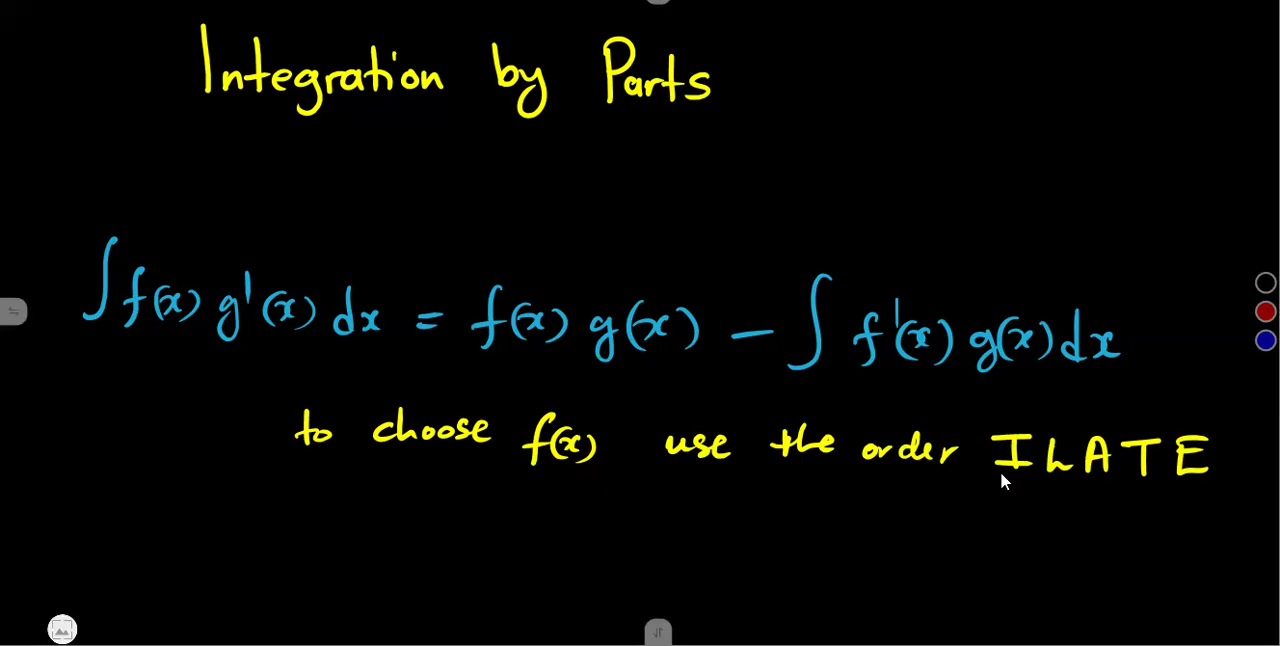 Integration by Parts
∫ f(x) g'(x) dx = f(x) g(x) − ∫ f'(x) g(x) dx
to choose f(x) use the order ILATE